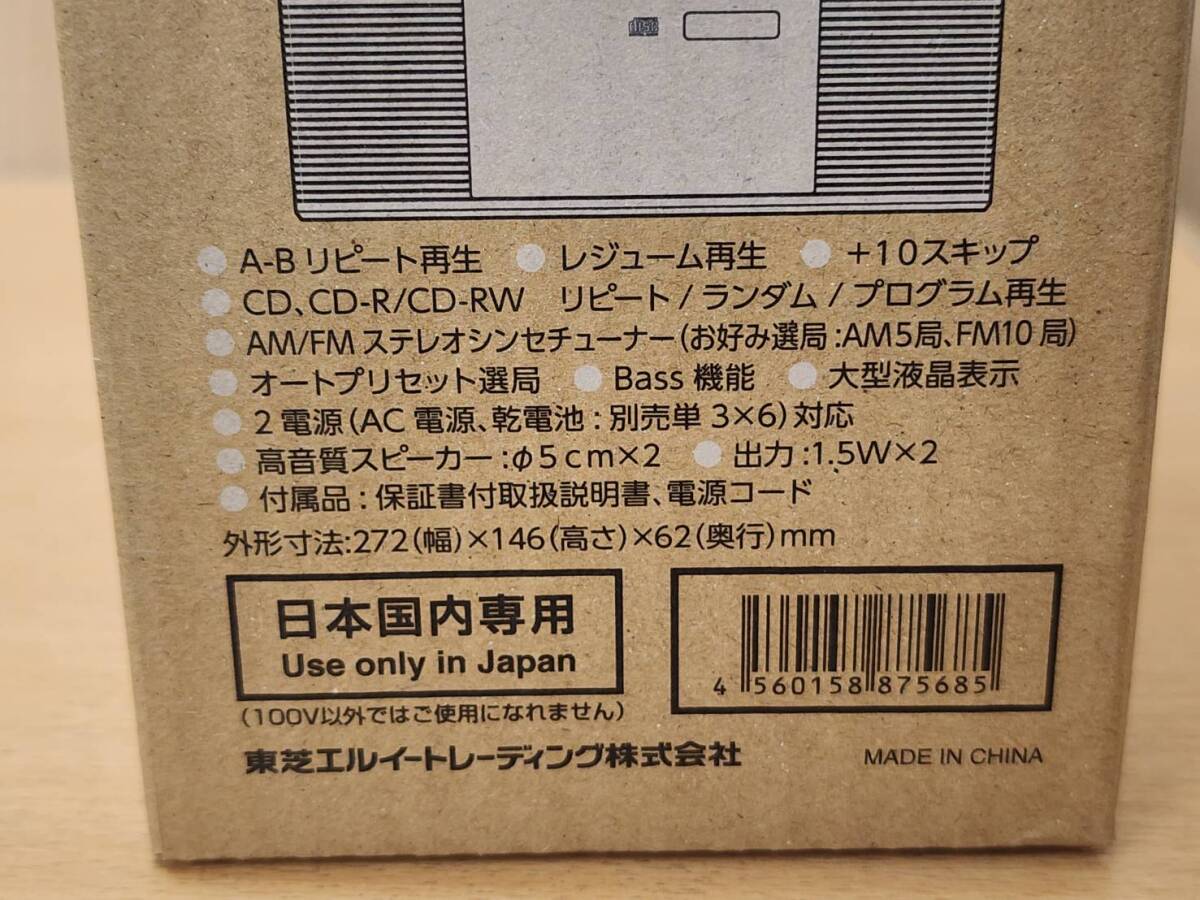 A-Bリピート再生 レジューム再生 +10スキップ
CD、CD-R/CD-RW リピート/ランダム/プログラム再生
AM/FMステレオシンセチューナー(お好み選局:AM5局、FM10局)
オートプリセット選局 Bass機能 大型液晶表示
2電源(AC電源、乾電池:別売単3×6)対応
高音質スピーカー:φ5cm×2 出力:1.5W×2
付属品:保証書付取扱説明書、電源コード
外形寸法:272(幅)×146(高さ)×62(奥行)mm
日本国内専用
Use only in Japan
(100V以外ではご使用になれません)
4 560158 875685
東芝エルイートレーディング株式会社
MADE IN CHINA